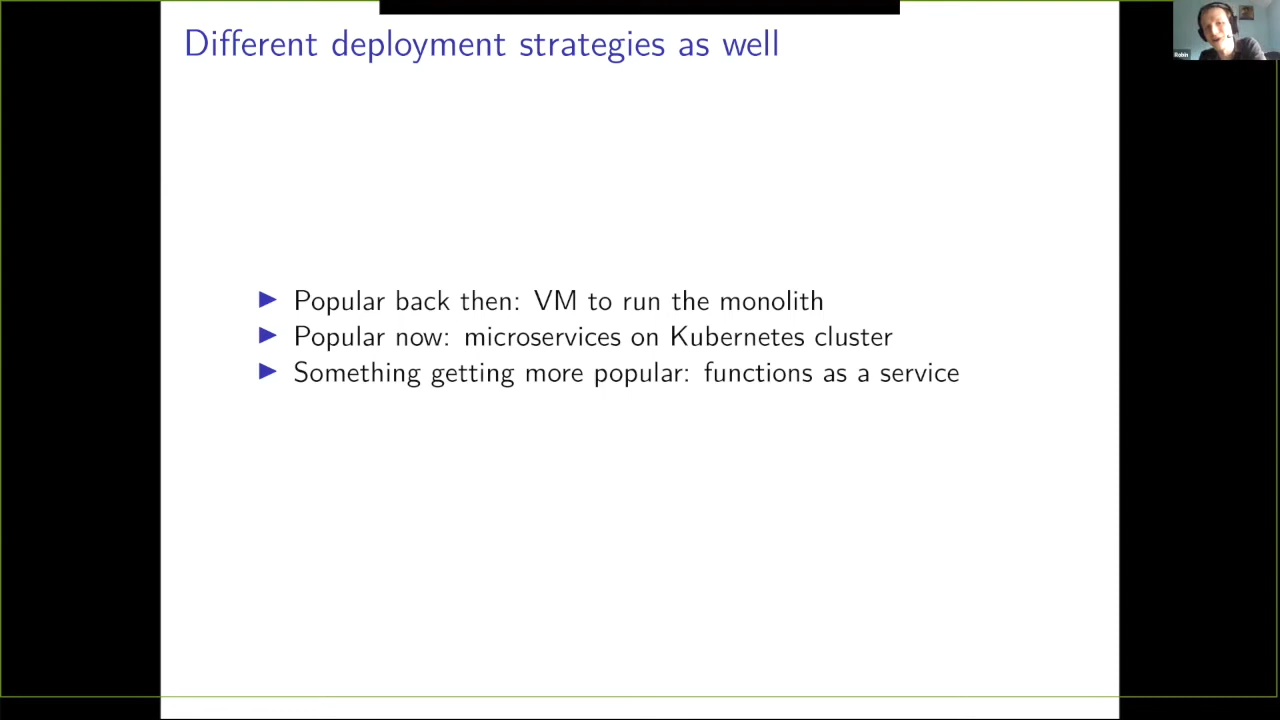 Different deployment strategies as well
Robin
Popular back then: VM to run the monolith
Popular now: microservices on Kubernetes cluster
Something getting more popular: functions as a service